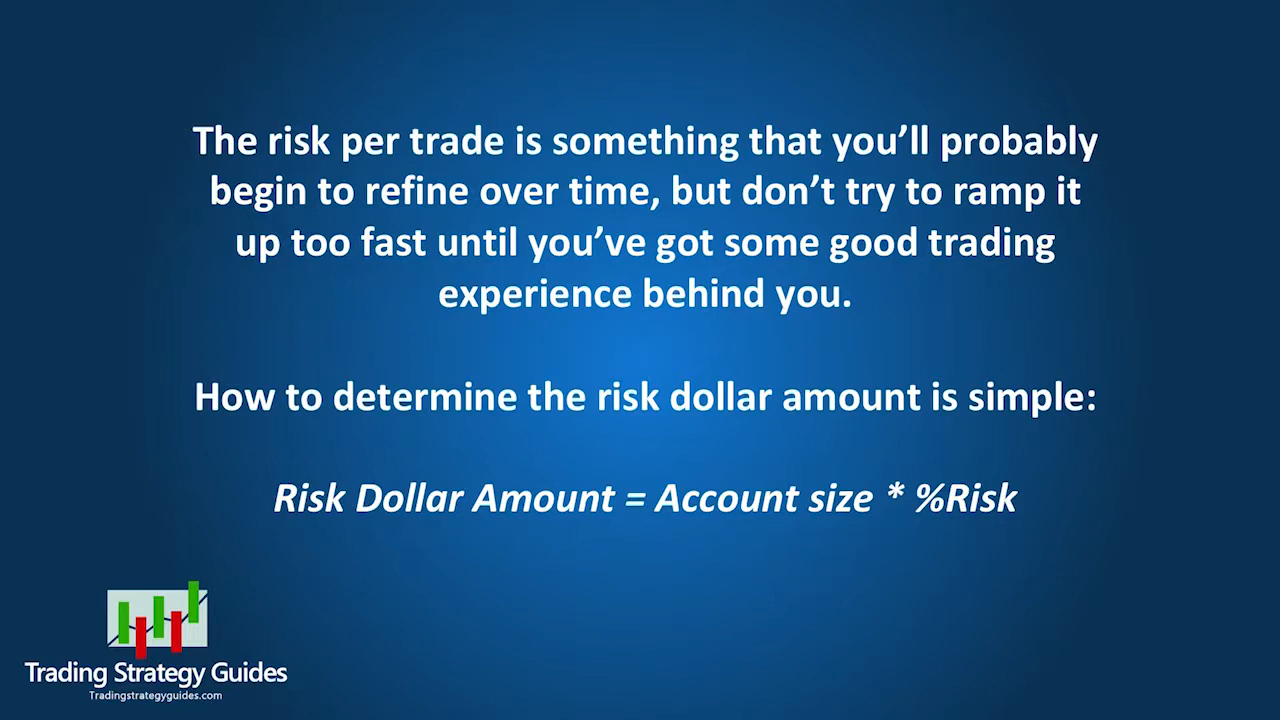 The risk per trade is something that you’ll probably
begin to refine over time, but don’t try to ramp it
up too fast until you’ve got some good trading
experience behind you.
How to determine the risk dollar amount is simple:
Risk Dollar Amount = Account size * %Risk
Trading Strategy Guides
Tradingstrategyguides.com